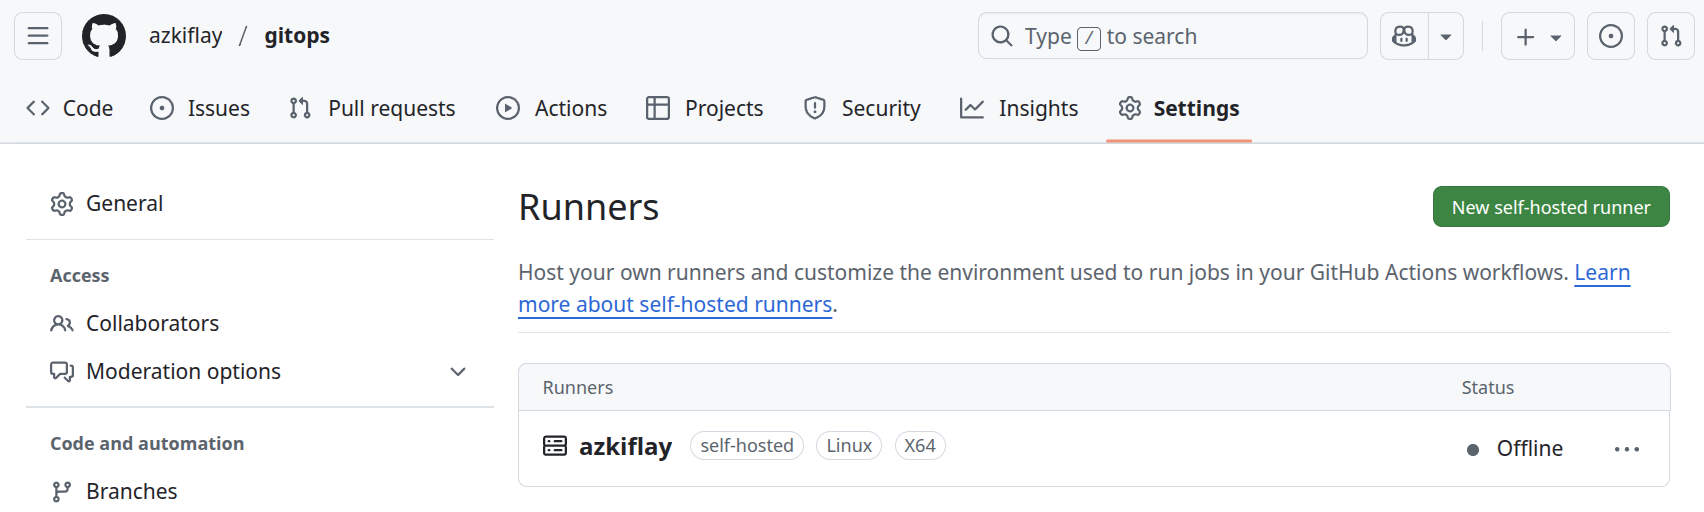 azkiflay / gitops
Type / to search
Code Issues Pull requests Actions Projects Security Insights Settings
General
Access
Collaborators
Moderation options
Code and automation
Branches
Runners
New self-hosted runner
Host your own runners and customize the environment used to run jobs in your GitHub Actions workflows. Learn
more about self-hosted runners.
Runners Status
azkiflay self-hosted Linux X64 Offline